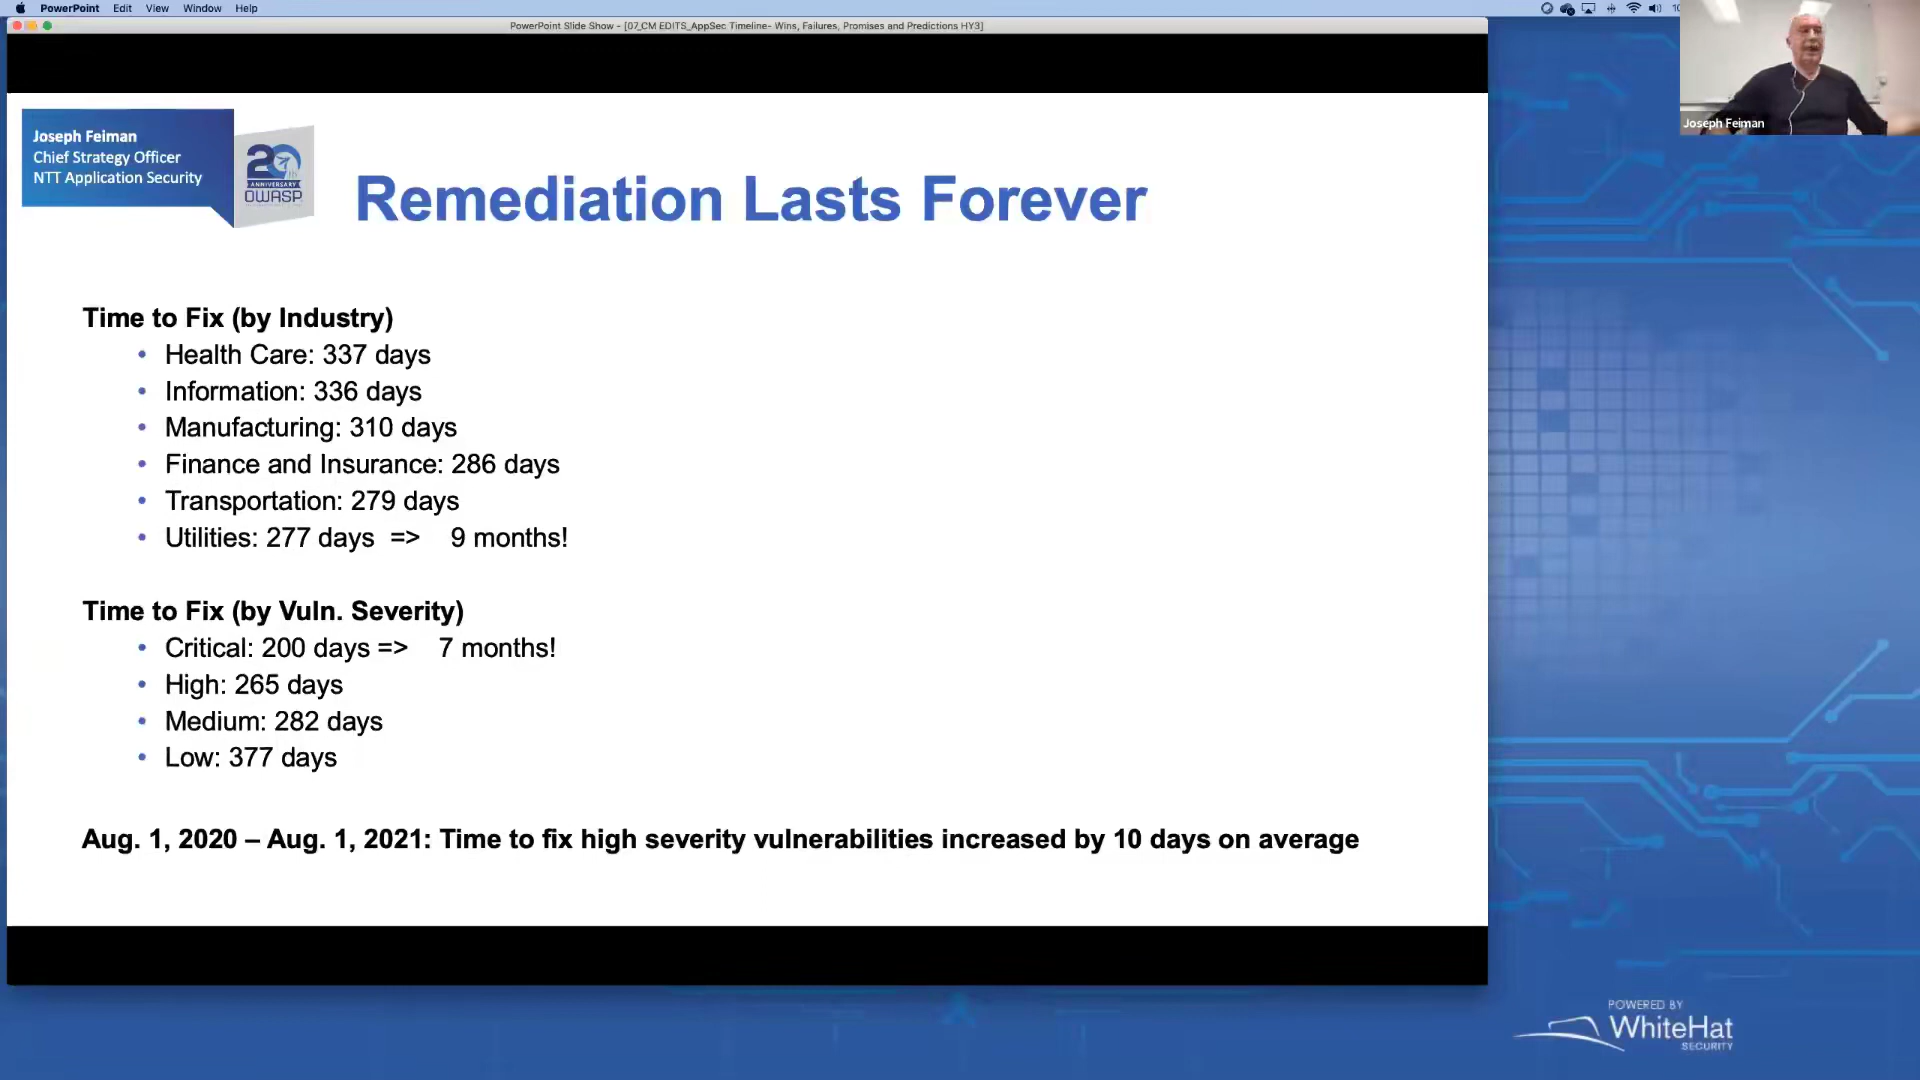 PowerPoint Edit View Window Help
PowerPoint Slide Show - [07_CM EDITS_AppSec Timeline- Wins, Failures, Promises and Predictions HY3]
Joseph Feiman
Chief Strategy Officer
NTT Application Security
20th
ANNIVERSARY
OWASP
Remediation Lasts Forever
Joseph Feiman
Time to Fix (by Industry)
• Health Care: 337 days
• Information: 336 days
• Manufacturing: 310 days
• Finance and Insurance: 286 days
• Transportation: 279 days
• Utilities: 277 days => 9 months!
Time to Fix (by Vuln. Severity)
• Critical: 200 days => 7 months!
• High: 265 days
• Medium: 282 days
• Low: 377 days
Aug. 1, 2020 – Aug. 1, 2021: Time to fix high severity vulnerabilities increased by 10 days on average
POWERED BY
WhiteHat
SECURITY